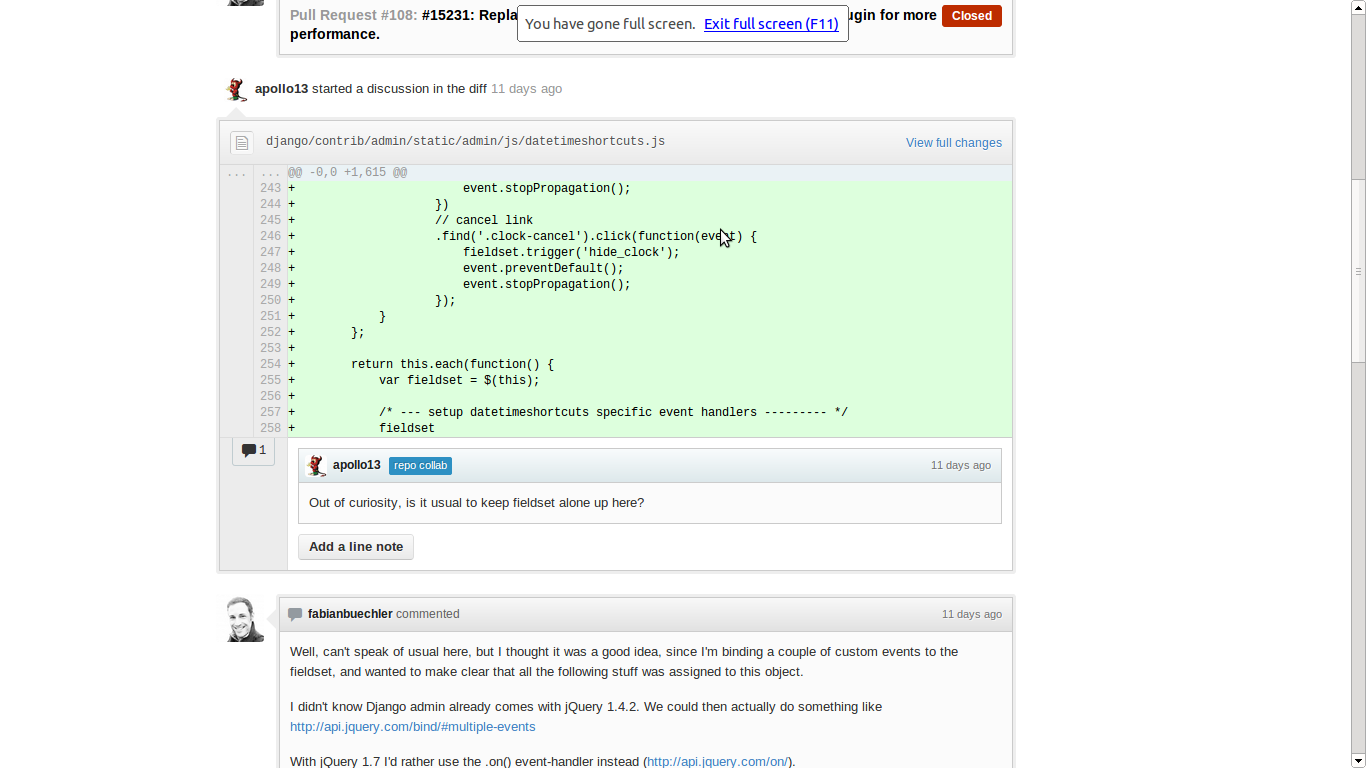 Pull Request #108: #15231: Repla
ugin for more
performance.
Closed
You have gone full screen. Exit full screen (F11)
apollo13 started a discussion in the diff 11 days ago
django/contrib/admin/static/admin/js/datetimeshortcuts.js
View full changes
... ... @@ -0,0 +1,615 @@
243 + event.stopPropagation();
244 + })
245 + // cancel link
246 + .find('.clock-cancel').click(function(event) {
247 + fieldset.trigger('hide_clock');
248 + event.preventDefault();
249 + event.stopPropagation();
250 + });
251 + }
252 + };
253 +
254 + return this.each(function() {
255 + var fieldset = $(this);
256 +
257 + /* --- setup datetimeshortcuts specific event handlers --------- */
258 + fieldset
1
apollo13 repo collab 11 days ago
Out of curiosity, is it usual to keep fieldset alone up here?
Add a line note
fabianbuechler commented 11 days ago
Well, can't speak of usual here, but I thought it was a good idea, since I'm binding a couple of custom events to the
fieldset, and wanted to make clear that all the following stuff was assigned to this object.
I didn't know Django admin already comes with jQuery 1.4.2. We could then actually do something like
http://api.jquery.com/bind/#multiple-events
With jQuery 1.7 I'd rather use the .on() event-handler instead (http://api.jquery.com/on/).